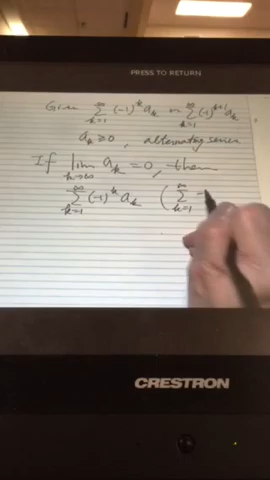 PRESS TO RETURN
Given ∑_{k=1}^{∞} (-1)^k a_k or ∑_{k=1}^{∞} (-1)^{k+1} a_k,
a_k ≥ 0, alternating series
If lim_{k→∞} a_k = 0, then
∑_{k=1}^{∞} (-1)^k a_k ( ∑_{k=1}^{∞}
CRESTRON